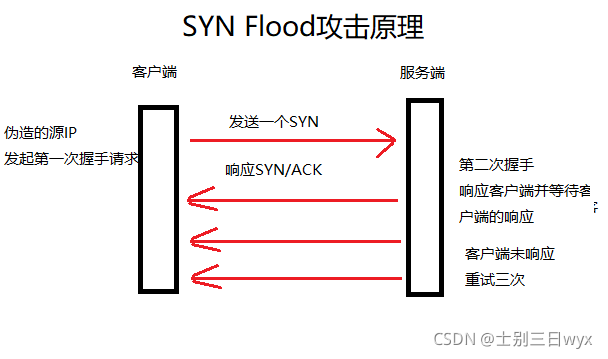 SYN Flood攻击原理
客户端
服务端
伪造的源IP
发起第一次握手请求
发送一个SYN
响应SYN/ACK
第二次握手
响应客户端并等待客
户端的响应
客户端未响应
重试三次
CSDN @士别三日wyx